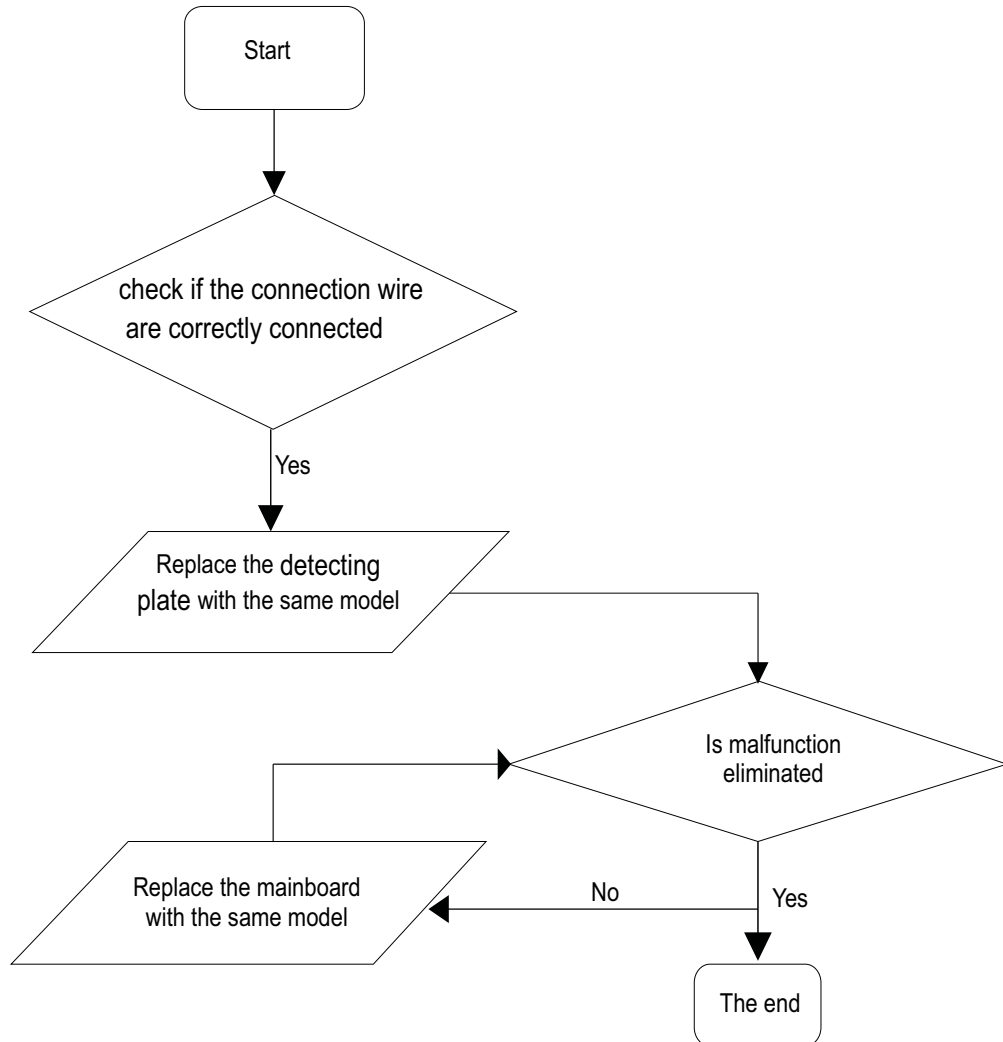 Start
check if the connection wire
are correctly connected
Yes
Replace the detecting
plate with the same model
Is malfunction
eliminated
Replace the mainboard
with the same model
No
Yes
The end